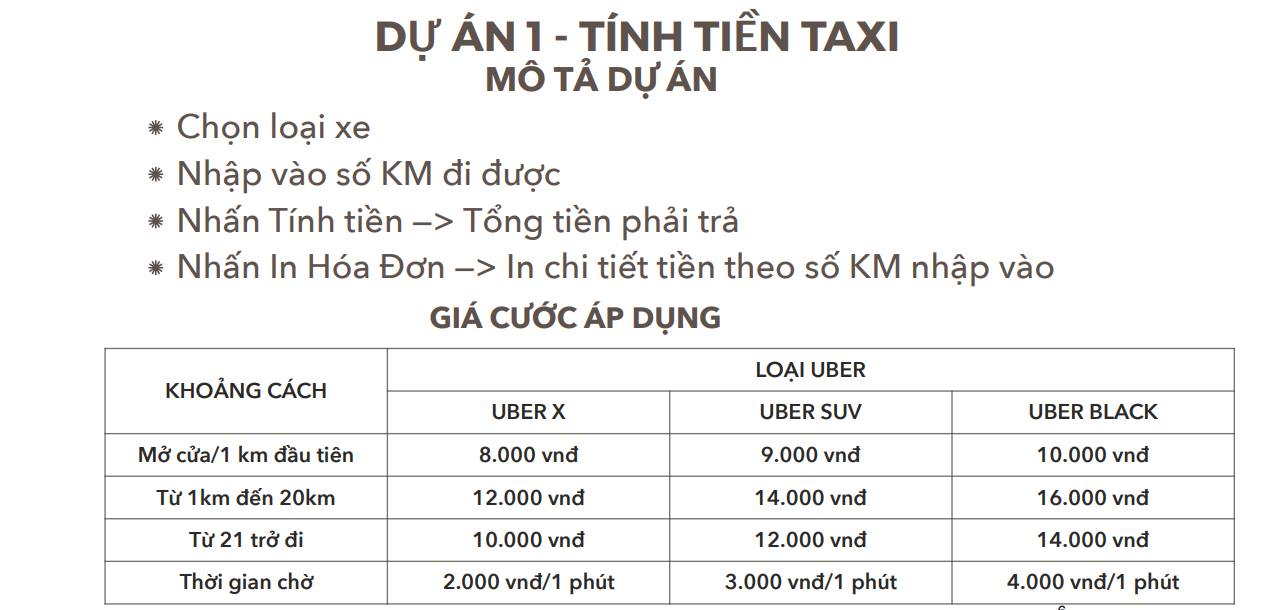 DỰ ÁN 1 - TÍNH TIỀN TAXI
MÔ TẢ DỰ ÁN
⁕ Chọn loại xe
⁕ Nhập vào số KM đi được
⁕ Nhấn Tính tiền —> Tổng tiền phải trả
⁕ Nhấn In Hóa Đơn —> In chi tiết tiền theo số KM nhập vào
GIÁ CƯỚC ÁP DỤNG
KHOẢNG CÁCH LOẠI UBER
UBER X UBER SUV UBER BLACK
Mở cửa/1 km đầu tiên 8.000 vnđ 9.000 vnđ 10.000 vnđ
Từ 1km đến 20km 12.000 vnđ 14.000 vnđ 16.000 vnđ
Từ 21 trở đi 10.000 vnđ 12.000 vnđ 14.000 vnđ
Thời gian chờ 2.000 vnđ/1 phút 3.000 vnđ/1 phút 4.000 vnđ/1 phút